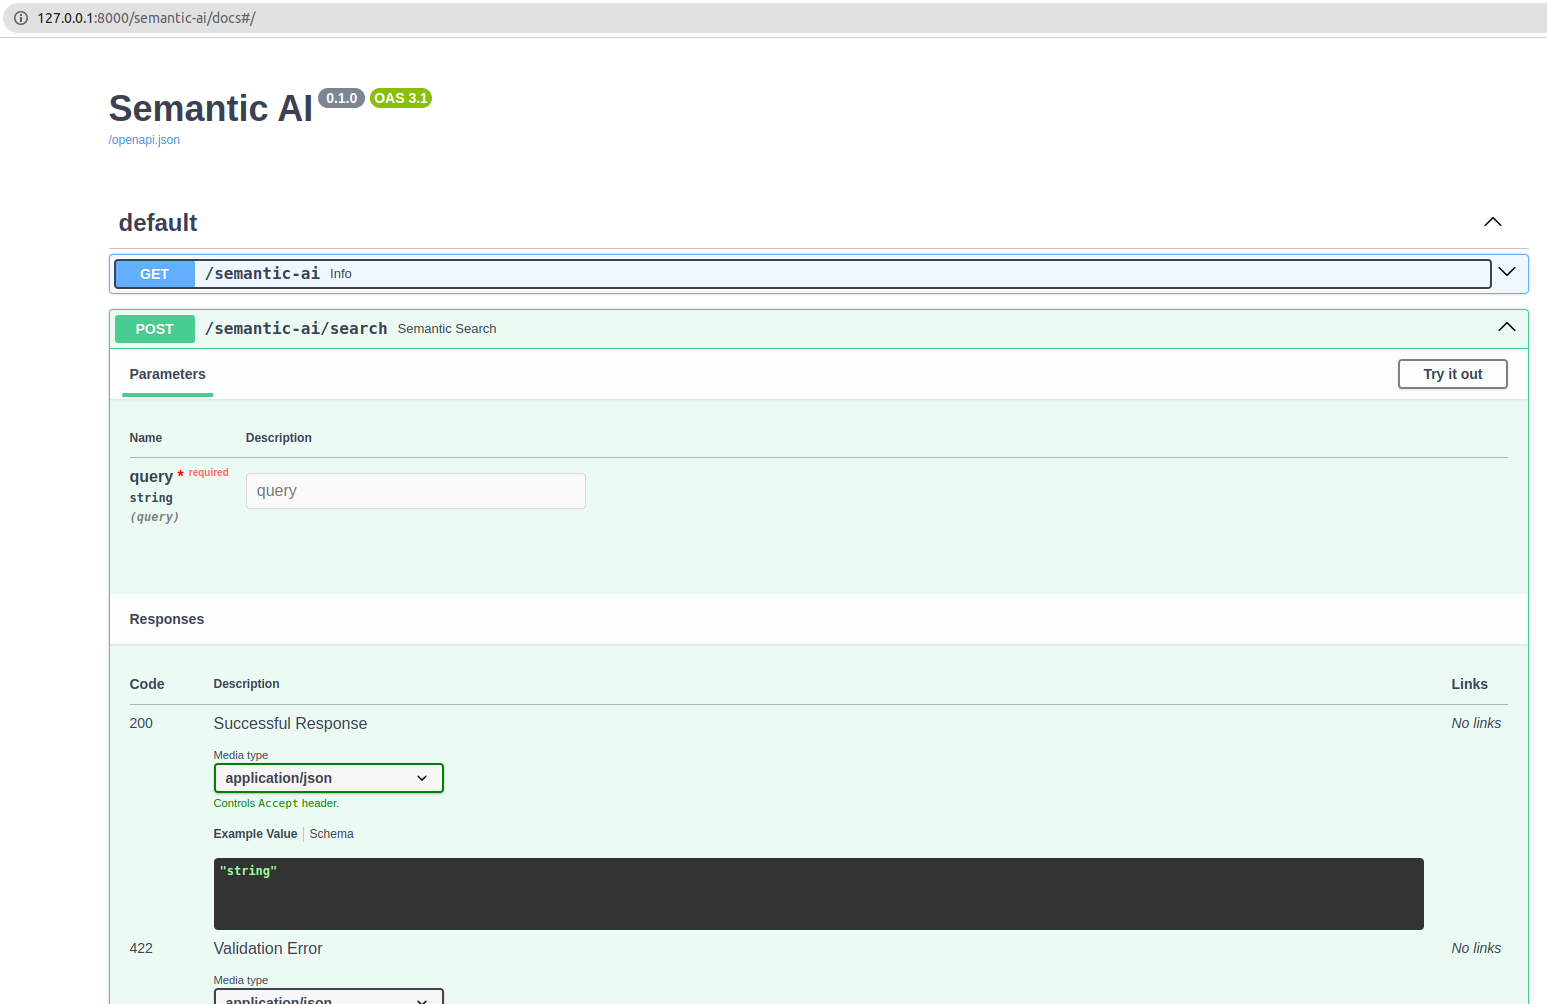 127.0.0.1:8000/semantic-ai/docs#/
Semantic AI 0.1.0 OAS 3.1
/openapi.json
default
GET /semantic-ai Info
POST /semantic-ai/search Semantic Search
Parameters Try it out
Name Description
query * required query
string
(query)
Responses
Code Description Links
200 Successful Response No links
Media type
application/json
Controls Accept header.
Example Value Schema
"string"
422 Validation Error No links
Media type
application/json